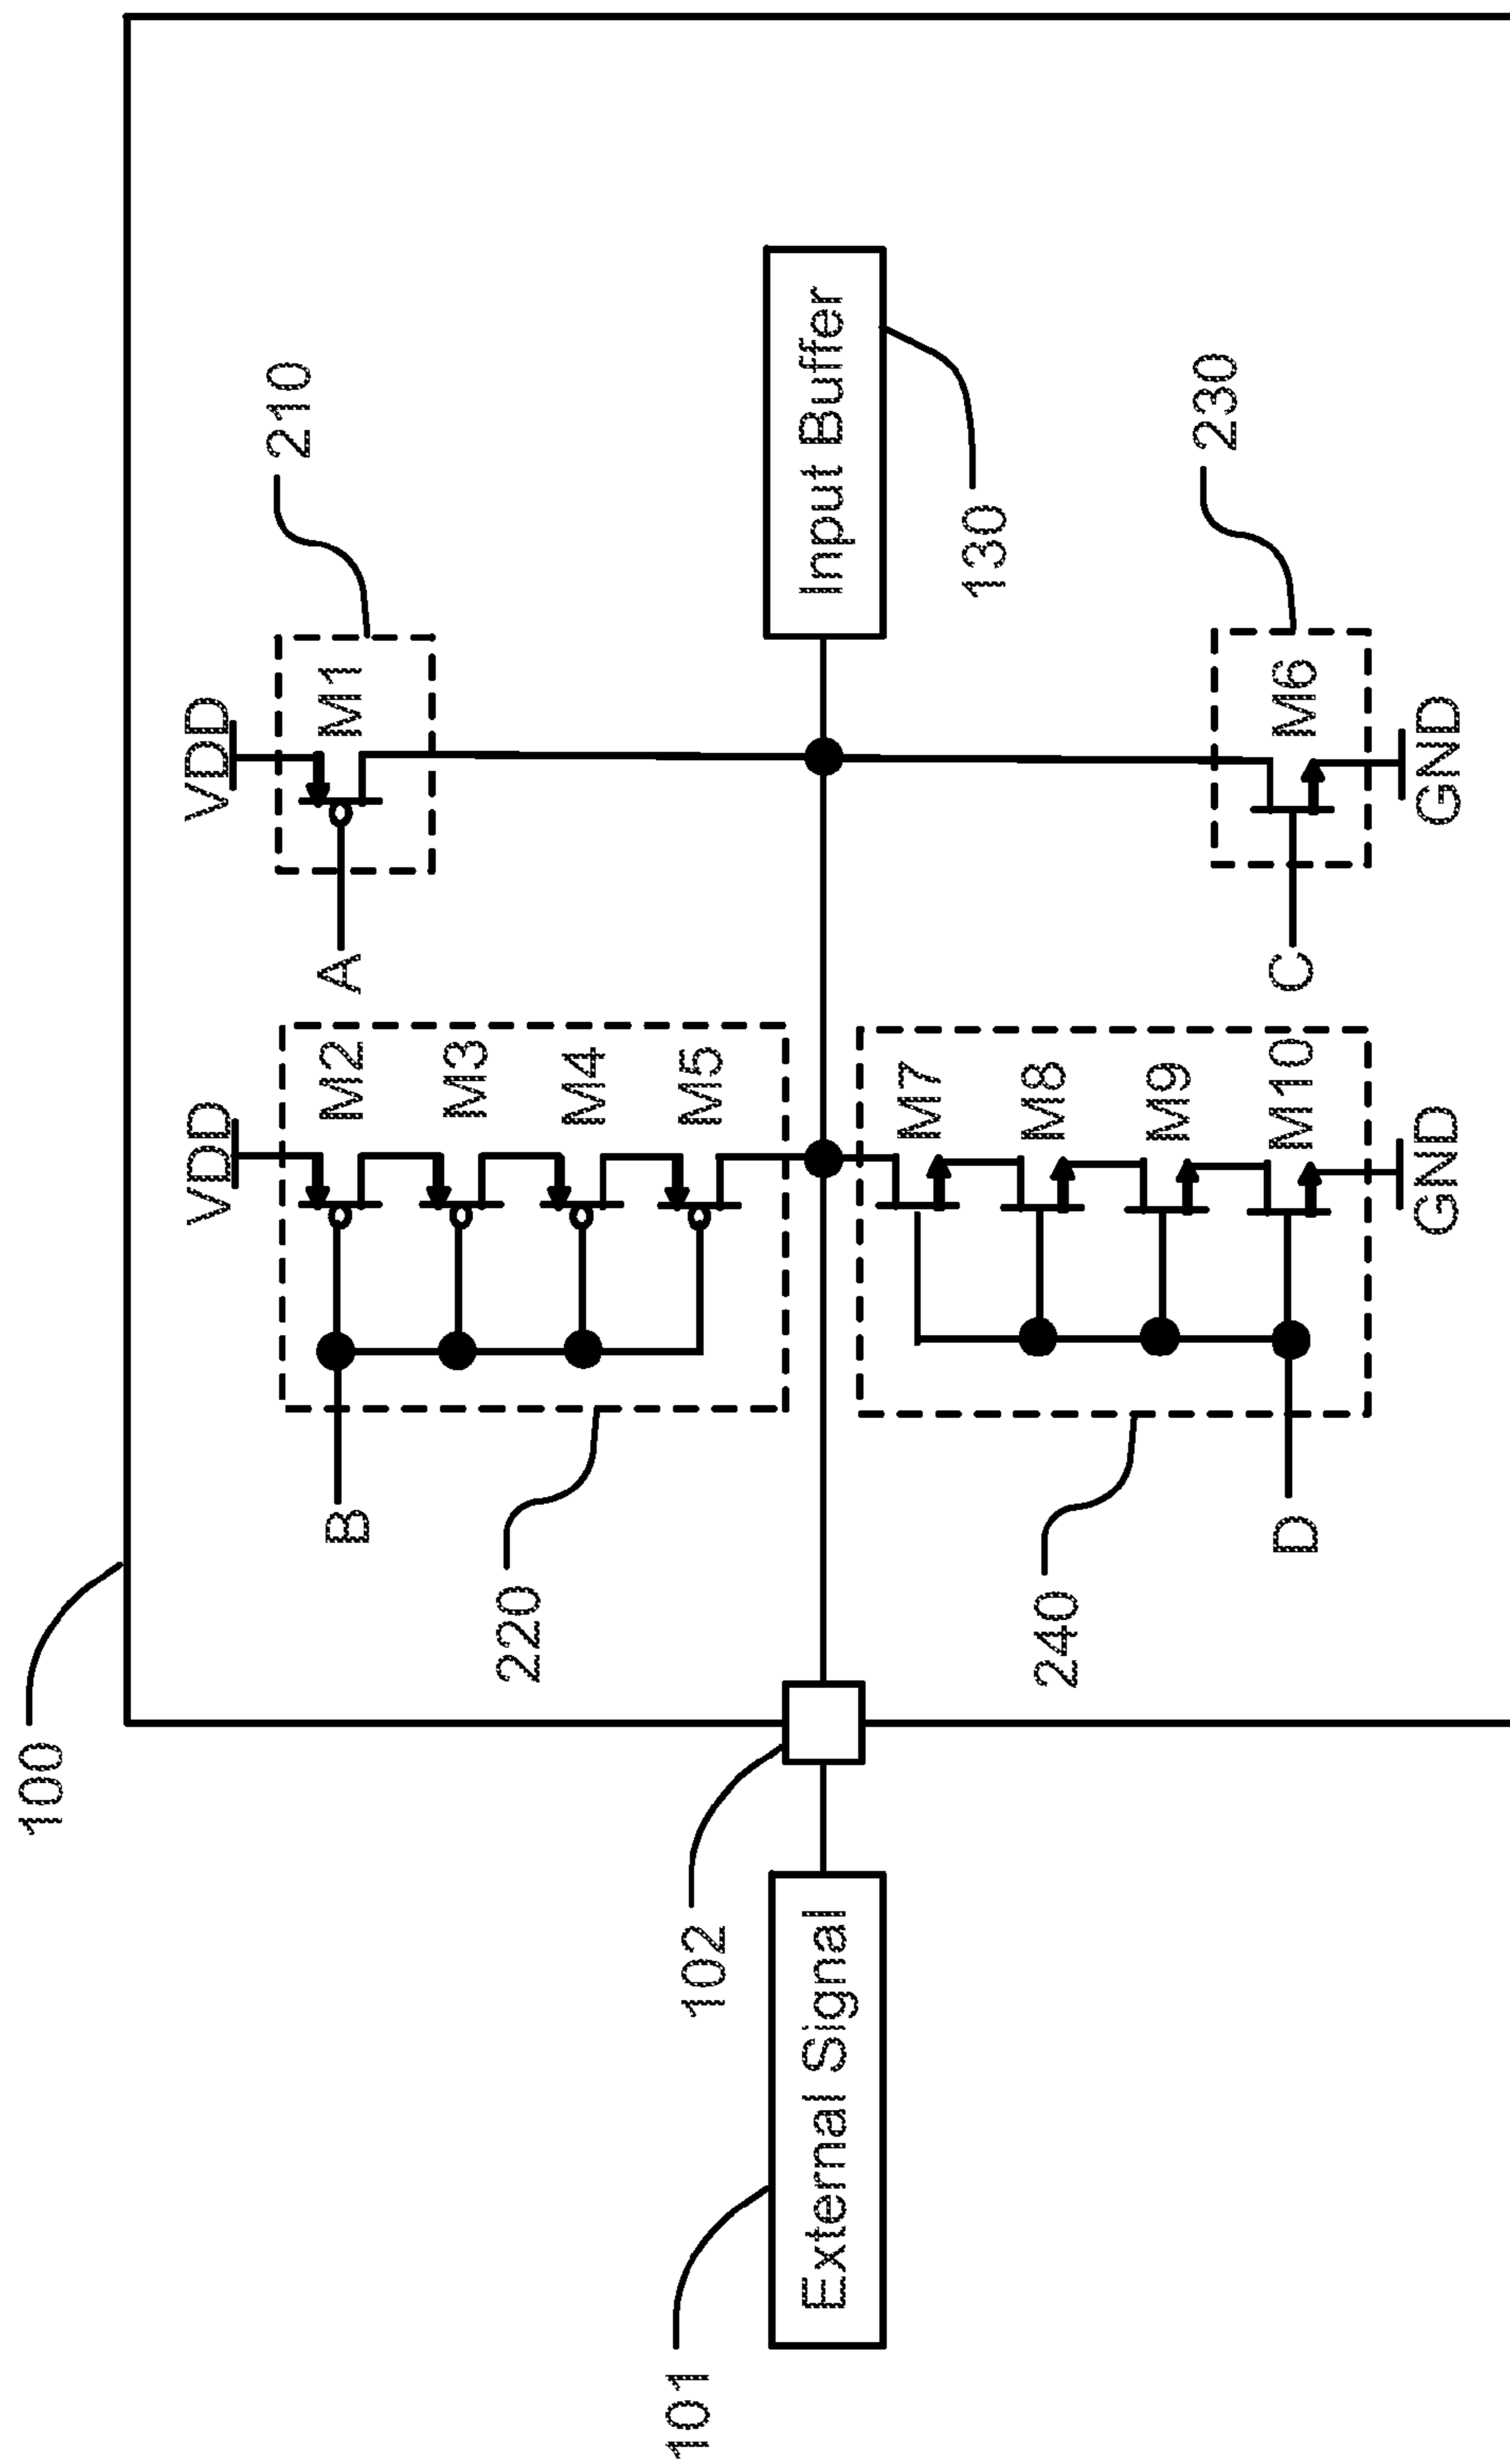 100
VDD
VDD
210
B
M2
A
M1
M3
M4
220
M5
101
External Signal
102
Input Buffer
130
M7
M8
240
M9
D
M10
C
M6
230
GND
GND